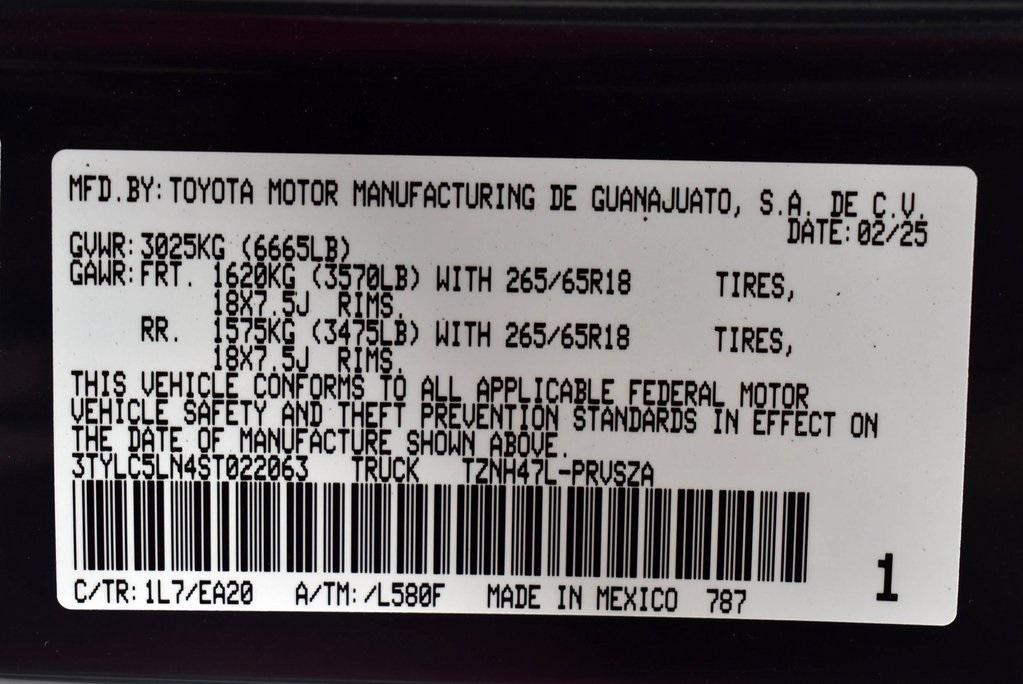 MFD.BY: TOYOTA MOTOR MANUFACTURING DE GUANAJUATO, S.A. DE C.V.
DATE: 02/25
GVWR: 3025KG (6665LB)
GAWR: FRT. 1620KG (3570LB) WITH 265/65R18 TIRES,
18X7.5J RIMS.
RR. 1575KG (3475LB) WITH 265/65R18 TIRES,
18X7.5J RIMS.
THIS VEHICLE CONFORMS TO ALL APPLICABLE FEDERAL MOTOR
VEHICLE SAFETY AND THEFT PREVENTION STANDARDS IN EFFECT ON
THE DATE OF MANUFACTURE SHOWN ABOVE.
3TYLC5LN4ST022063 TRUCK TZNH47L-PRVSZA
1
C/TR: 1L7/EA20 A/TM: /L580F MADE IN MEXICO 787